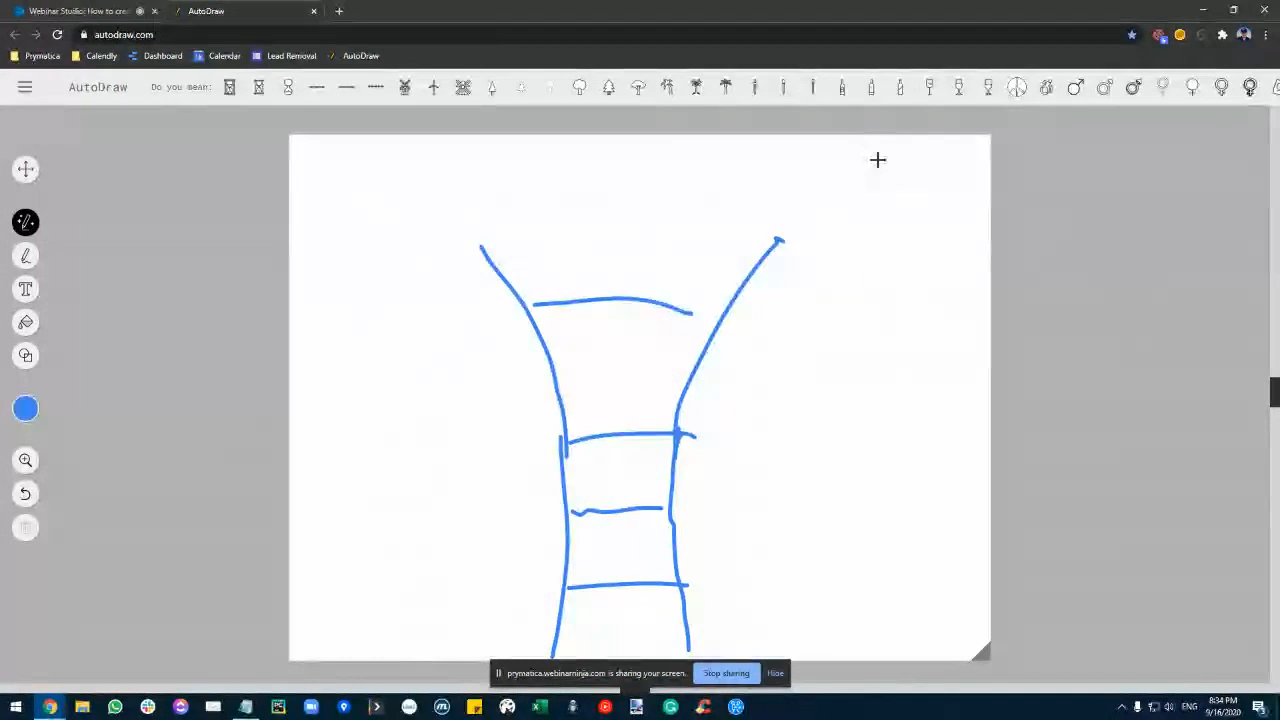 Webinar Studio: How to cre
AutoDraw
autodraw.com
Prymatica
Calendly
Dashboard
Calendar
Lead Removal
AutoDraw
AutoDraw
Do you mean:
prymatica.webinarninja.com is sharing your screen.
Stop sharing
Hide
ENG
8:34 PM
9/16/2020